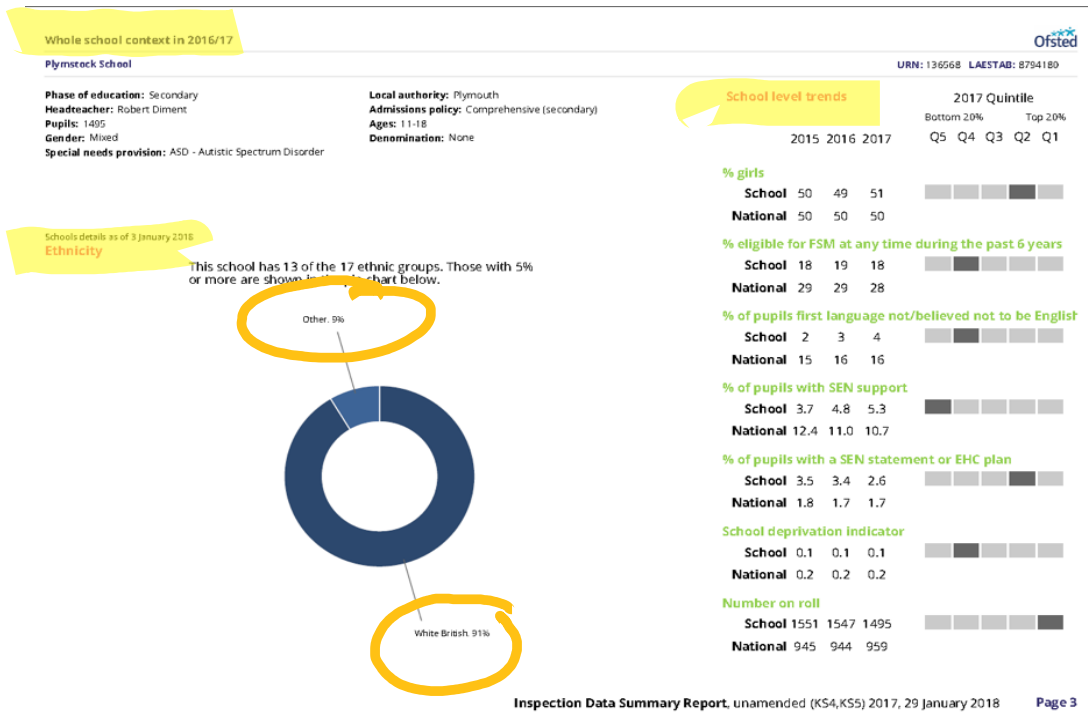 Whole school context in 2016/17
Ofsted
Plymstock School
URN: 136568 LAESTAB: 8794180
Phase of education: Secondary
Headteacher: Robert Diment
Pupils: 1495
Gender: Mixed
Special needs provision: ASD - Autistic Spectrum Disorder
Local authority: Plymouth
Admissions policy: Comprehensive (secondary)
Ages: 11-18
Denomination: None
Schools details as of 3 January 2018
Ethnicity
This school has 13 of the 17 ethnic groups. Those with 5%
or more are shown in the pie chart below.
Other. 9%
White British. 91%
School level trends
2017 Quintile
Bottom 20% Top 20%
2015 2016 2017 Q5 Q4 Q3 Q2 Q1
% girls
School 50 49 51
National 50 50 50
% eligible for FSM at any time during the past 6 years
School 18 19 18
National 29 29 28
% of pupils first language not/believed not to be English
School 2 3 4
National 15 16 16
% of pupils with SEN support
School 3.7 4.8 5.3
National 12.4 11.0 10.7
% of pupils with a SEN statement or EHC plan
School 3.5 3.4 2.6
National 1.8 1.7 1.7
School deprivation indicator
School 0.1 0.1 0.1
National 0.2 0.2 0.2
Number on roll
School 1551 1547 1495
National 945 944 959
Inspection Data Summary Report, unamended (KS4,KS5) 2017, 29 January 2018 Page 3